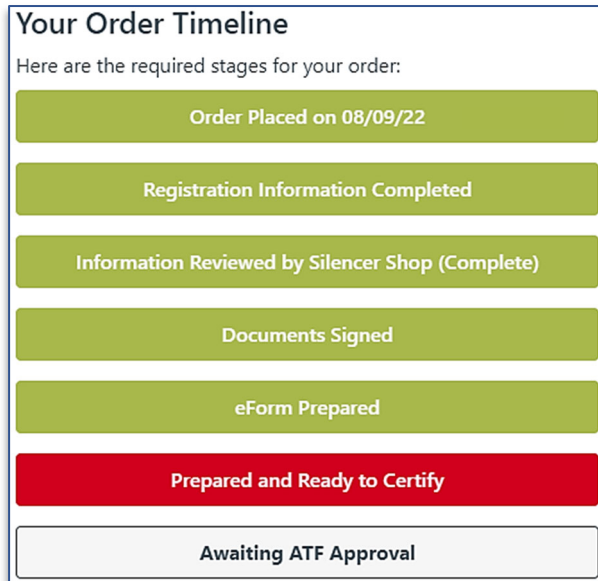 Your Order Timeline
Here are the required stages for your order:
Order Placed on 08/09/22
Registration Information Completed
Information Reviewed by Silencer Shop (Complete)
Documents Signed
eForm Prepared
Prepared and Ready to Certify
Awaiting ATF Approval